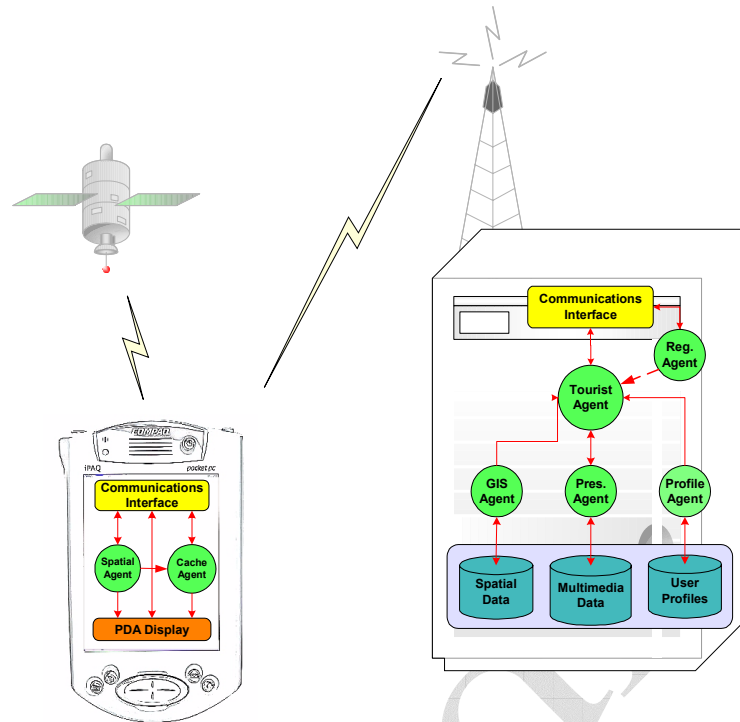 Communications
Interface
Reg.
Agent
Tourist
Agent
GIS
Agent
Pres.
Agent
Profile
Agent
Spatial
Data
Multimedia
Data
User
Profiles
COMPAQ
iPAQ
pocket pc
Communications
Interface
Spatial
Agent
Cache
Agent
PDA Display